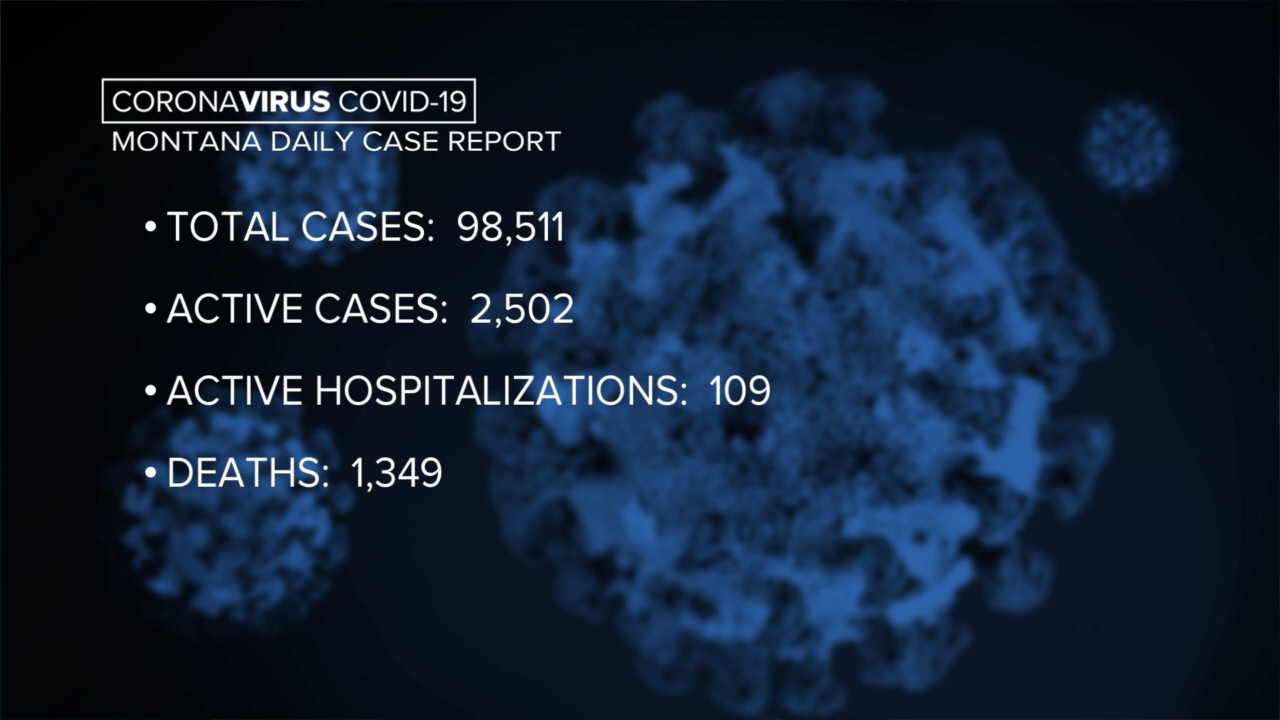 CORONAVIRUS COVID-19
MONTANA DAILY CASE REPORT
• TOTAL CASES: 98,511
• ACTIVE CASES: 2,502
• ACTIVE HOSPITALIZATIONS: 109
• DEATHS: 1,349